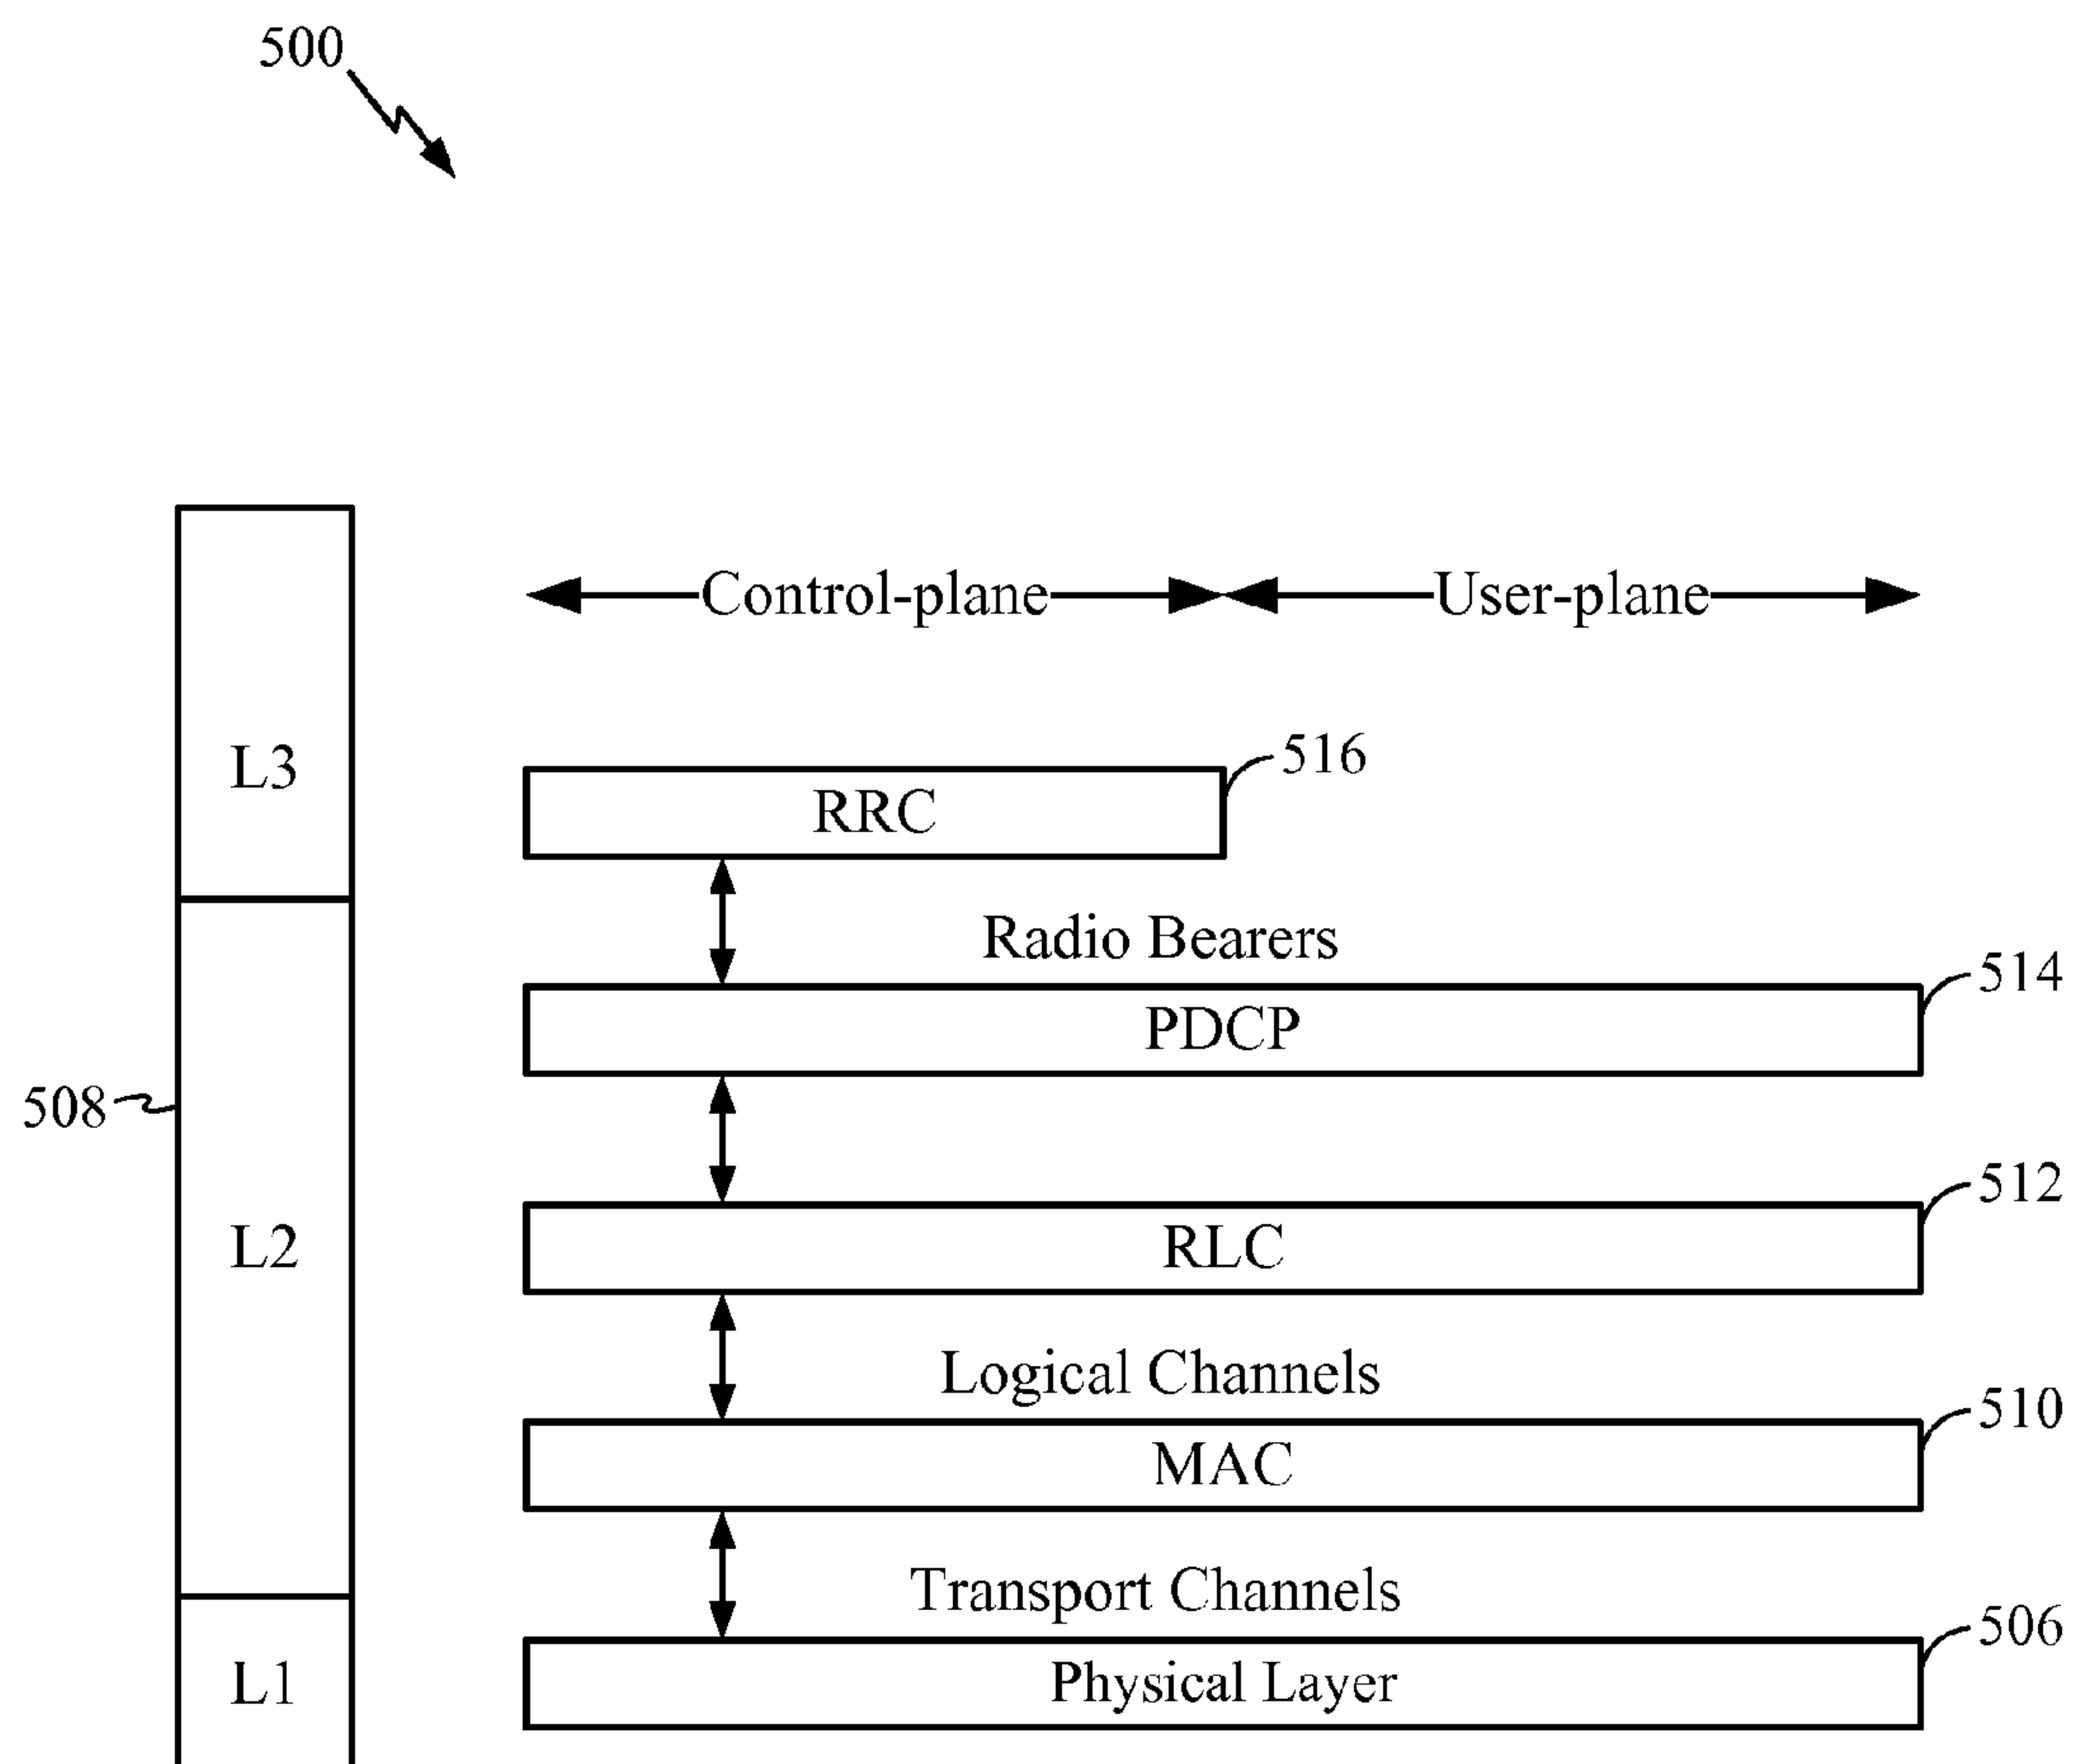 500
Control-plane
User-plane
L3
516
RRC
Radio Bearers
514
PDCP
508
512
L2
RLC
Logical Channels
510
MAC
Transport Channels
506
L1
Physical Layer